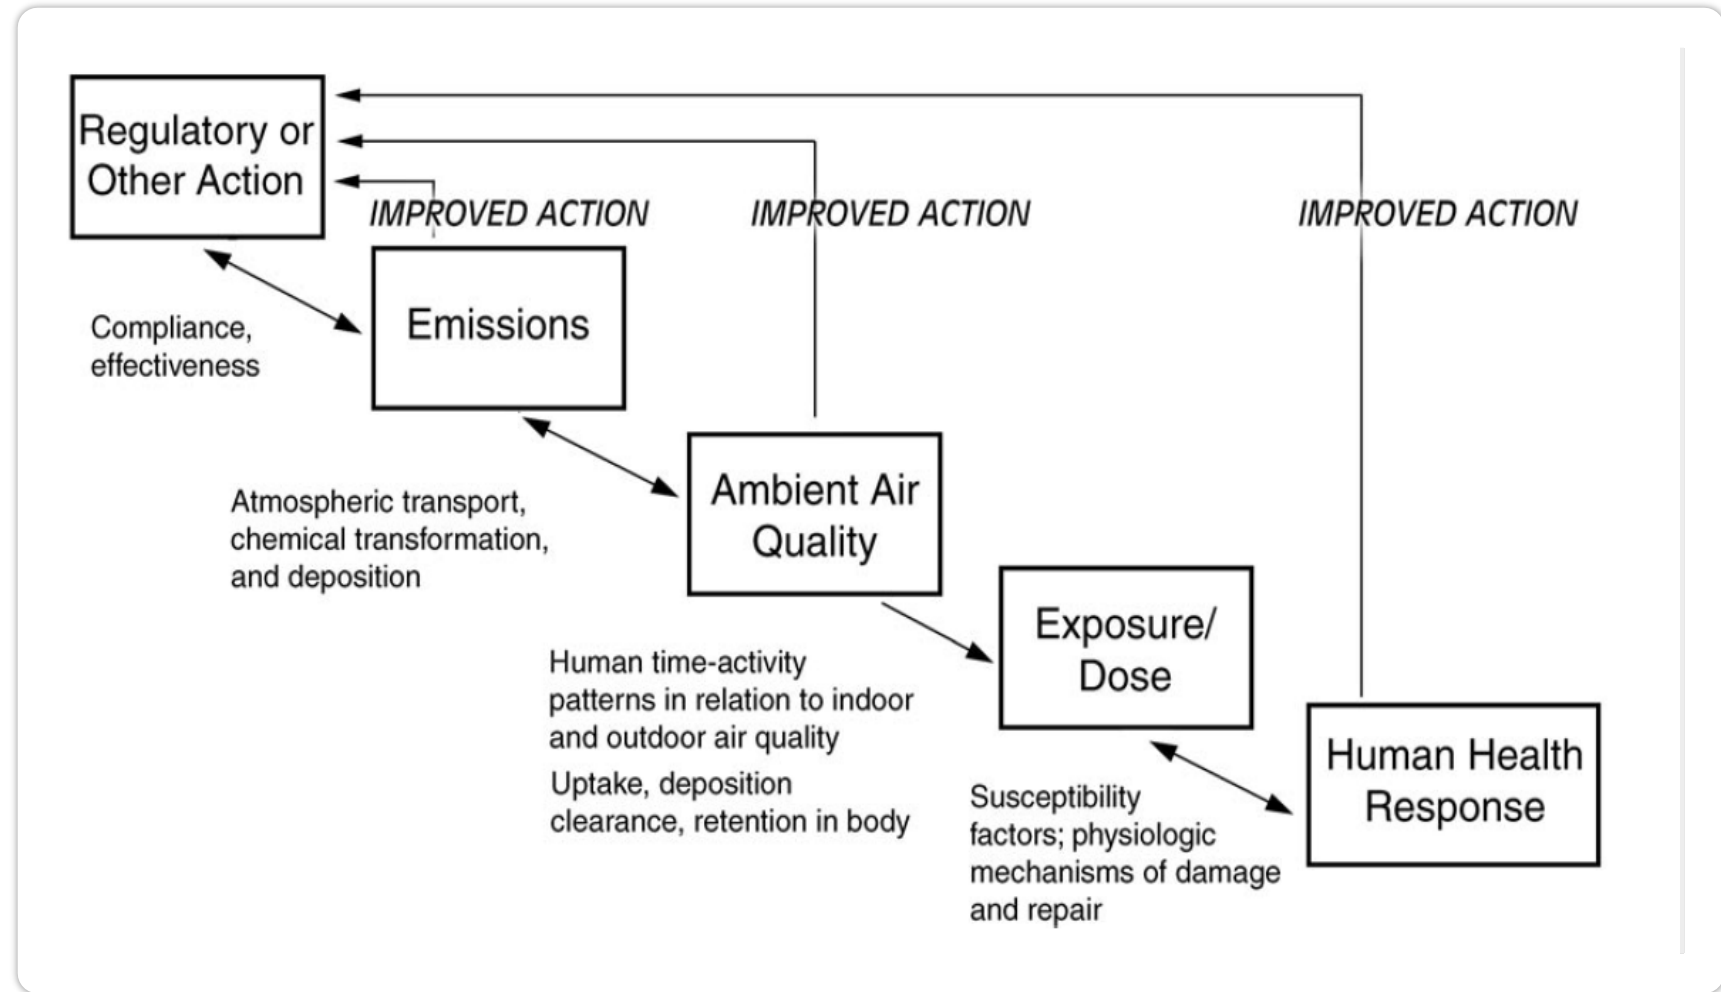 Regulatory or
Other Action
IMPROVED ACTION
IMPROVED ACTION
IMPROVED ACTION
Compliance,
effectiveness
Emissions
Atmospheric transport,
chemical transformation,
and deposition
Ambient Air
Quality
Human time-activity
patterns in relation to indoor
and outdoor air quality
Uptake, deposition
clearance, retention in body
Exposure/
Dose
Susceptibility
factors; physiologic
mechanisms of damage
and repair
Human Health
Response